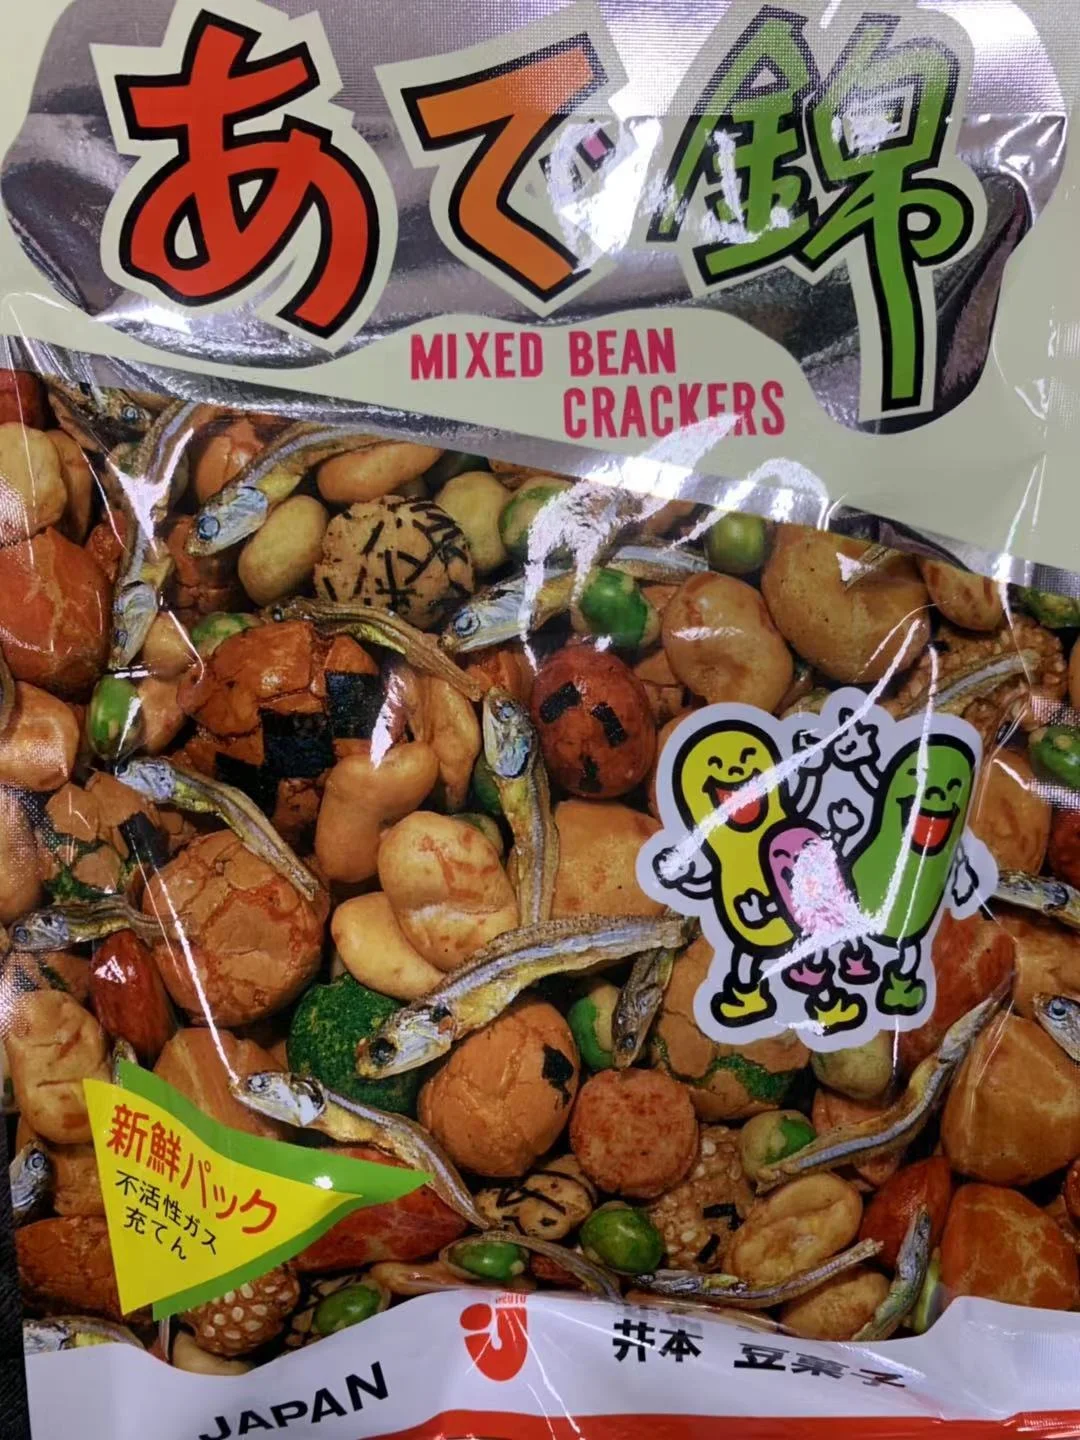 あて錦
MIXED BEAN
CRACKERS
新鮮パック
不活性ガス
充てん
井本 豆菓子
JAPAN